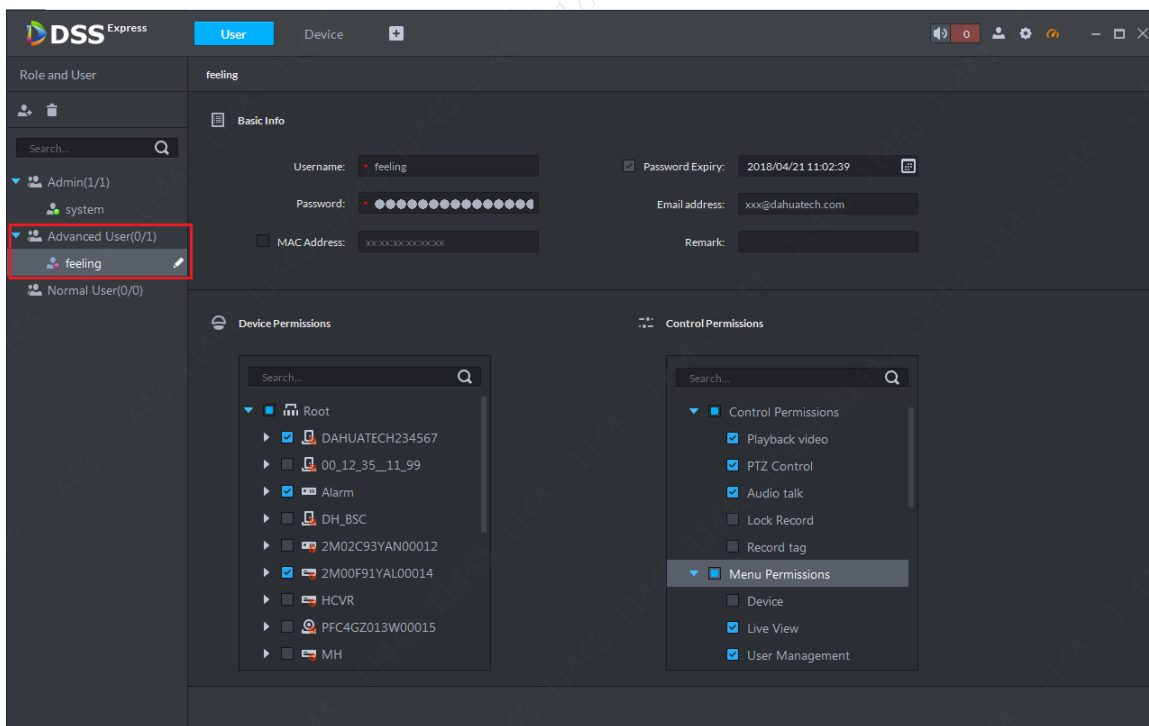 DSS Express
User
Device
0
Role and User
feeling
Search...
Admin(1/1)
system
Advanced User(0/1)
feeling
Normal User(0/0)
Basic Info
Username: * feeling
Password: *
MAC Address: xx:xx:xx:xx:xx:xx
Password Expiry: 2018/04/21 11:02:39
Email address: xxx@dahuatech.com
Remark:
Device Permissions
Search...
Root
DAHUATECH234567
00_12_35__11_99
Alarm
DH_BSC
2M02C93YAN00012
2M00F91YAL00014
HCVR
PFC4GZ013W00015
MH
Control Permissions
Search...
Control Permissions
Playback video
PTZ Control
Audio talk
Lock Record
Record tag
Menu Permissions
Device
Live View
User Management
11443 11443 11443